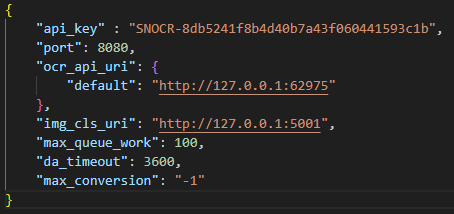 {
"api_key" : "SNOCR-8db5241f8b4d40b7a43f060441593c1b",
"port": 8080,
"ocr_api_uri": {
"default": "http://127.0.0.1:62975"
},
"img_cls_uri": "http://127.0.0.1:5001",
"max_queue_work": 100,
"da_timeout": 3600,
"max_conversion": "-1"
}